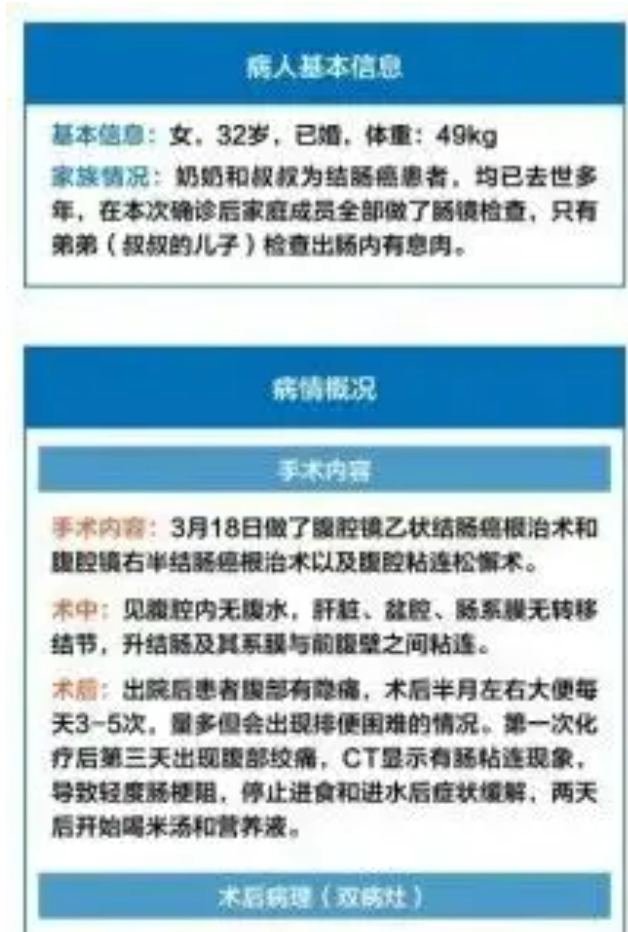 病人基本信息
基本信息：女，32岁，已婚，体重：49kg
家族情况：奶奶和叔叔为结肠癌患者，均已去世多
年，在本次确诊后家庭成员全部做了肠镜检查，只有
弟弟（叔叔的儿子）检查出肠内有息肉。
病情概况
手术内容
手术内容：3月18日做了腹腔镜乙状结肠癌根治术和
腹腔镜右半结肠癌根治术以及腹腔粘连松懈术。
术中：见腹腔内无腹水，肝脏、盆腔、肠系膜无转移
结节，升结肠及其系膜与前腹壁之间粘连。
术后：出院后患者腹部有隐痛，术后半月左右大便每
天3-5次，量多但会出现排便困难的情况。第一次化
疗后第三天出现腹部绞痛，CT显示有肠粘连现象，
导致轻度肠梗阻，停止进食和进水后症状缓解，两天
后开始喝米汤和营养液。
术后病理（双病灶）